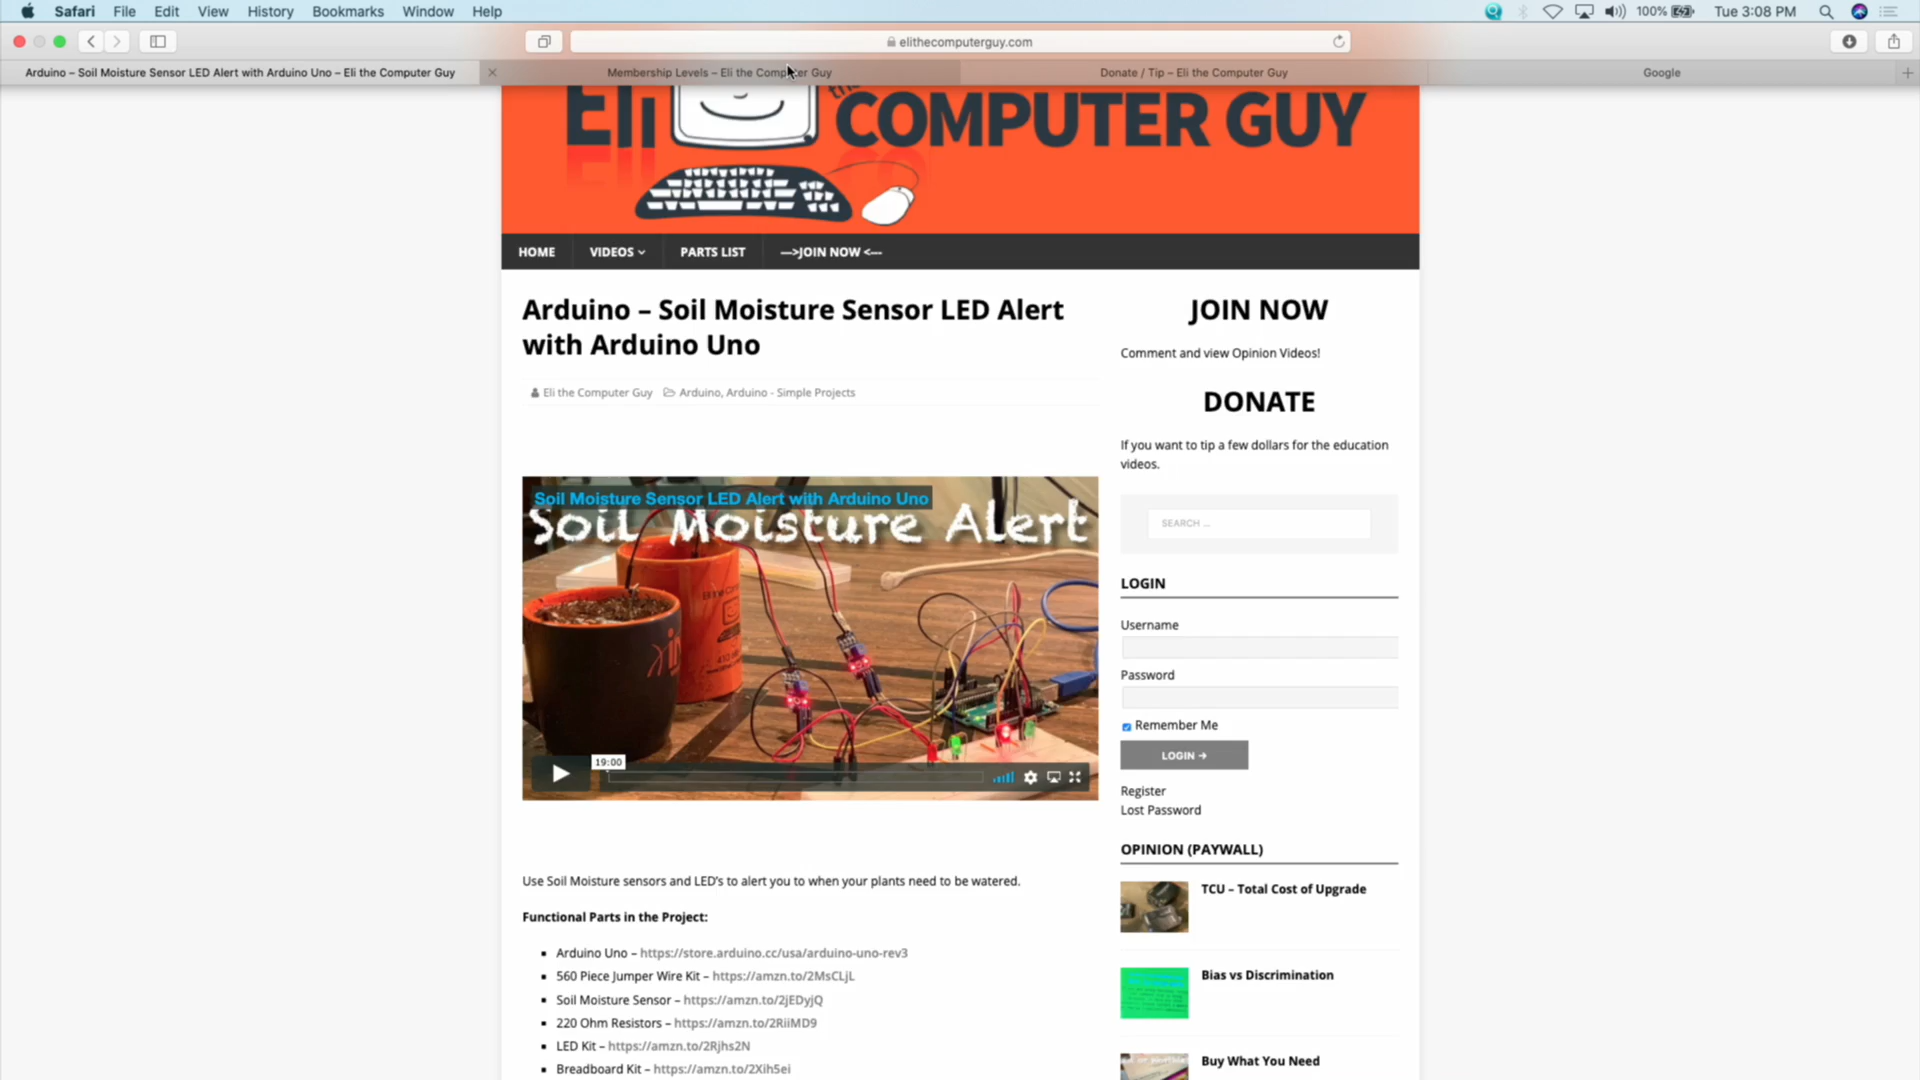 Safari File Edit View History Bookmarks Window Help 100% Tue 3:08 PM
elithecomputerguy.com
Arduino – Soil Moisture Sensor LED Alert with Arduino Uno – Eli the Computer Guy
Membership Levels – Eli the Computer Guy
Donate / Tip – Eli the Computer Guy
Google
Eli the COMPUTER GUY
HOME VIDEOS PARTS LIST —>JOIN NOW <—
Arduino – Soil Moisture Sensor LED Alert
with Arduino Uno
Eli the Computer Guy Arduino, Arduino - Simple Projects
Soil Moisture Sensor LED Alert with Arduino Uno
Soil Moisture Alert
19:00
Use Soil Moisture sensors and LED's to alert you to when your plants need to be watered.
Functional Parts in the Project:
Arduino Uno – https://store.arduino.cc/usa/arduino-uno-rev3
560 Piece Jumper Wire Kit – https://amzn.to/2MsCLjL
Soil Moisture Sensor – https://amzn.to/2jEDyjQ
220 Ohm Resistors – https://amzn.to/2RiiMD9
LED Kit – https://amzn.to/2Rjhs2N
Breadboard Kit – https://amzn.to/2Xih5ei
JOIN NOW
Comment and view Opinion Videos!
DONATE
If you want to tip a few dollars for the education
videos.
SEARCH ...
LOGIN
Username
Password
Remember Me
LOGIN →
Register
Lost Password
OPINION (PAYWALL)
TCU – Total Cost of Upgrade
Bias vs Discrimination
Buy What You Need